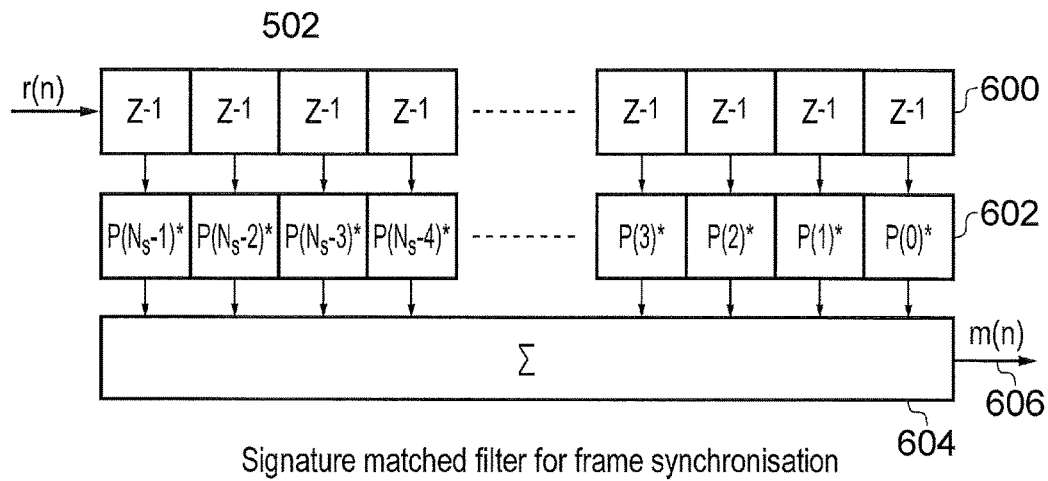 502
r(n)
Z-1 Z-1 Z-1 Z-1 Z-1 Z-1 Z-1 Z-1 600
P(Ns-1)* P(Ns-2)* P(Ns-3)* P(Ns-4)* P(3)* P(2)* P(1)* P(0)* 602
Σ
m(n)
606
604
Signature matched filter for frame synchronisation